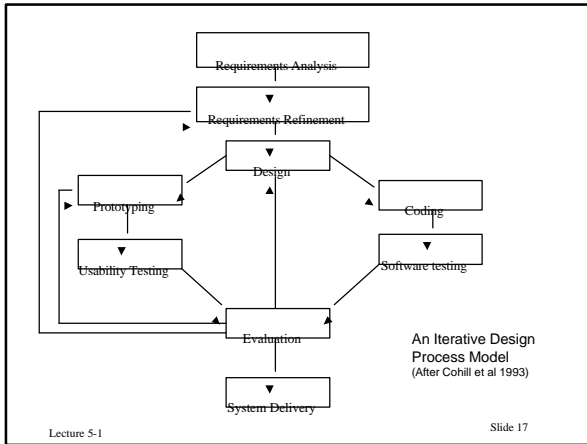 Requirements Analysis
Requirements Refinement
Design
Prototyping
Coding
Usability Testing
Software testing
Evaluation
An Iterative Design
Process Model
(After Cohill et al 1993)
System Delivery
Lecture 5-1
Slide 17